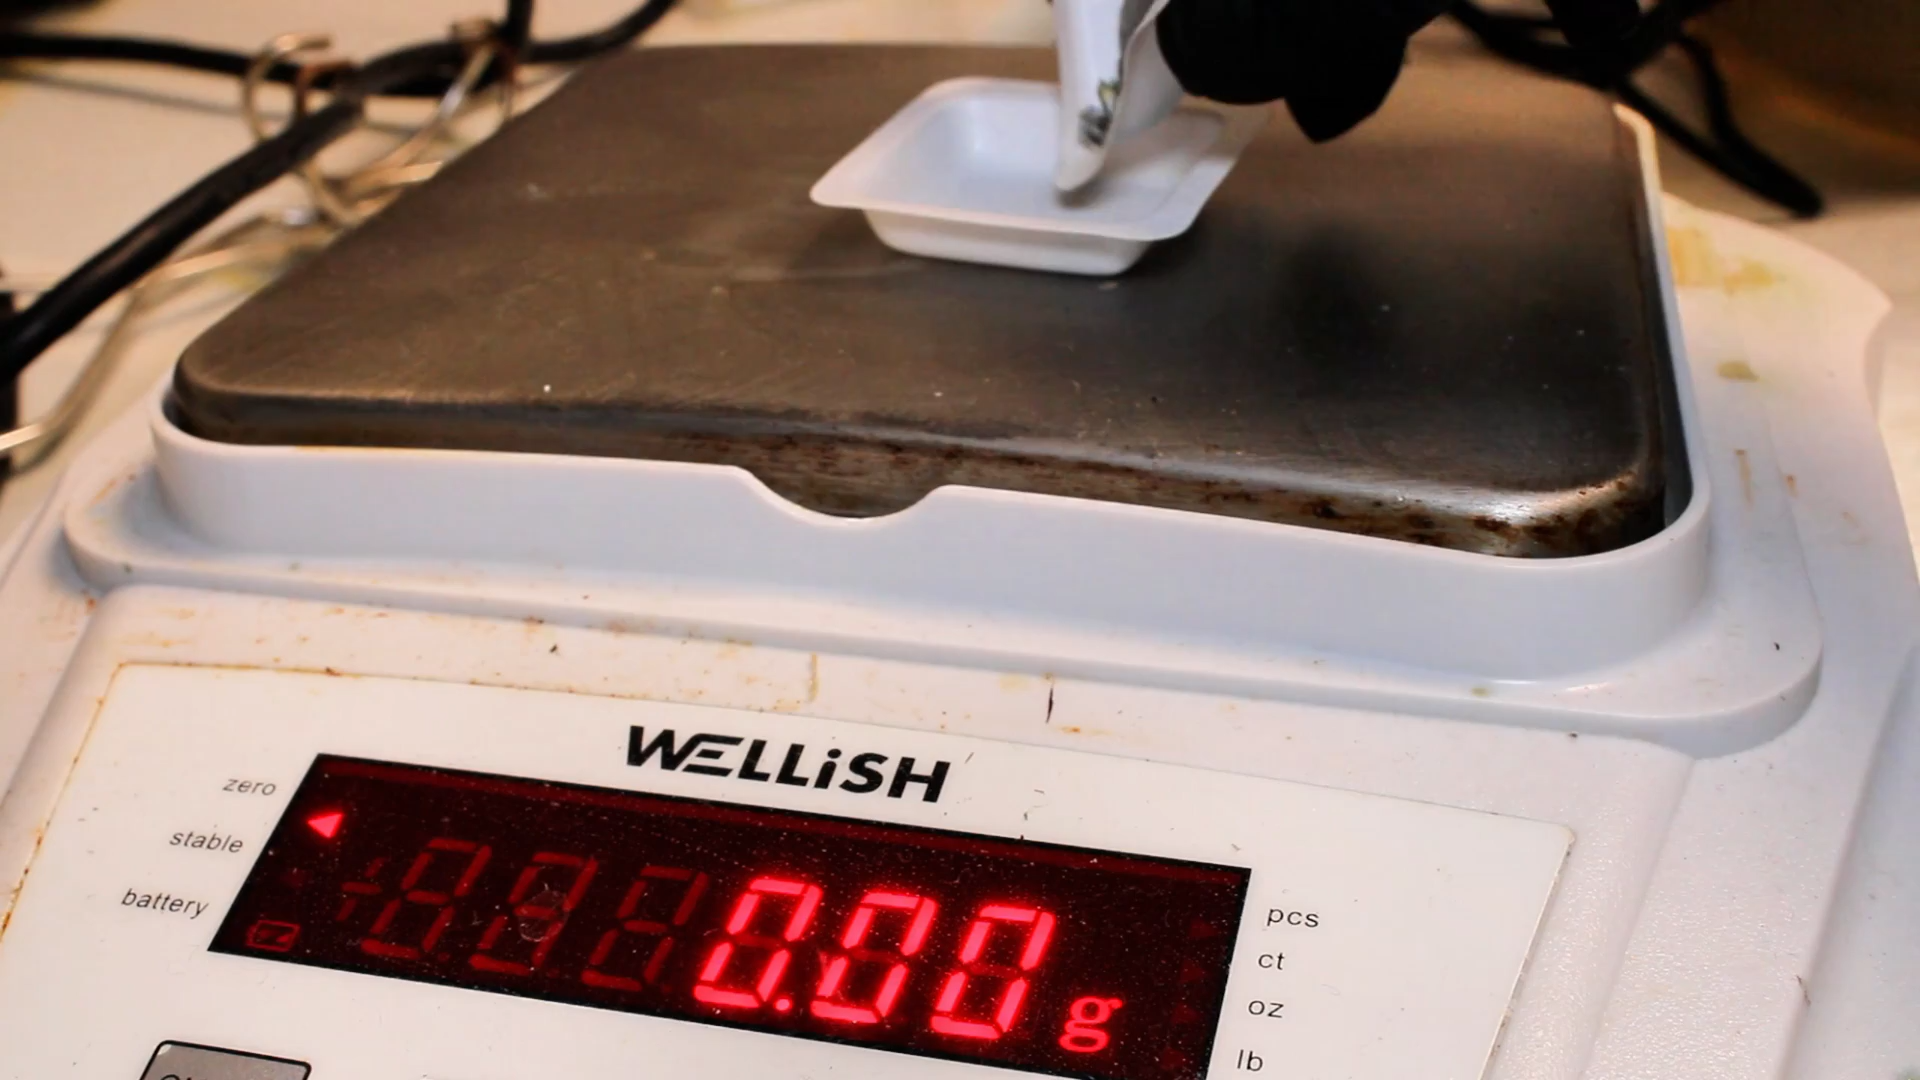 WELLiSH
zero
stable
battery
0.00 g
pcs
ct
oz
lb